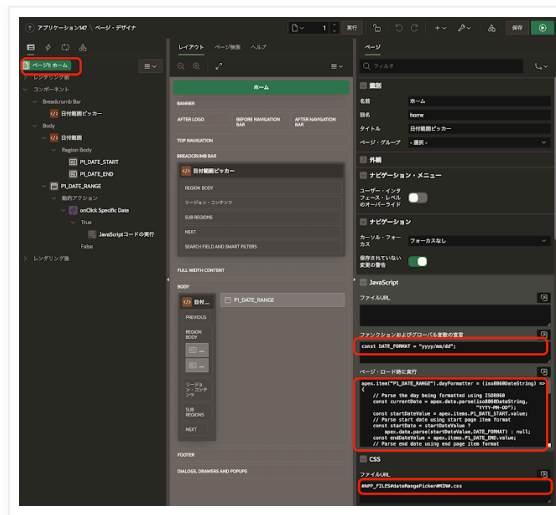 アプリケーション147 \ ページ・デザイナ
1
実行
保存
ページ1: ホーム
レンダリング前
コンポーネント
Breadcrumb Bar
日付範囲ピッカー
Body
日付範囲
Region Body
P1_DATE_START
P1_DATE_END
P1_DATE_RANGE
動的アクション
onClick Specific Date
True
JavaScriptコードの実行
False
レンダリング後
レイアウト
ページ検索
ヘルプ
ホーム
BANNER
AFTER LOGO
BEFORE NAVIGATION BAR
AFTER NAVIGATION BAR
TOP NAVIGATION
BREADCRUMB BAR
日付範囲ピッカー
REGION BODY
リージョン・コンテンツ
SUB REGIONS
NEXT
SEARCH FIELD AND SMART FILTERS
FULL WIDTH CONTENT
BODY
日付...
P1_DATE_RANGE
PREVIOUS
REGION
BODY
...
...
リージョ
ン・コンテ
ンツ
SUB
REGIONS
NEXT
FOOTER
DIALOGS, DRAWERS AND POPUPS
ページ
フィルタ
識別
名前
ホーム
別名
home
タイトル
日付範囲ピッカー
ページ・グループ
- 選択 -
外観
ナビゲーション・メニュー
ユーザー・インタ
フェース・レベル
のオーバーライド
ナビゲーション
カーソル・フォー
カス
フォーカスなし
保存されていない
変更の警告
JavaScript
ファイルURL
ファンクションおよびグローバル変数の宣言
const DATE_FORMAT = "yyyy/mm/dd";
ページ・ロード時に実行
apex.item("P1_DATE_RANGE").dayFormatter = (iso8060DateString) =>
{
// Parse the day being formatted using ISO8060
const currentDate = apex.date.parse(iso8060DateString,
"YYYY-MM-DD");
const startDateValue = apex.items.P1_DATE_START.value;
// Parse start date using start page item format
const startDate = startDateValue ?
apex.date.parse(startDateValue,DATE_FORMAT) : null;
const endDateValue = apex.items.P1_DATE_END.value;
// Parse end date using end page item format
CSS
ファイルURL
#APP_FILES#dateRangePicker#MIN#.css